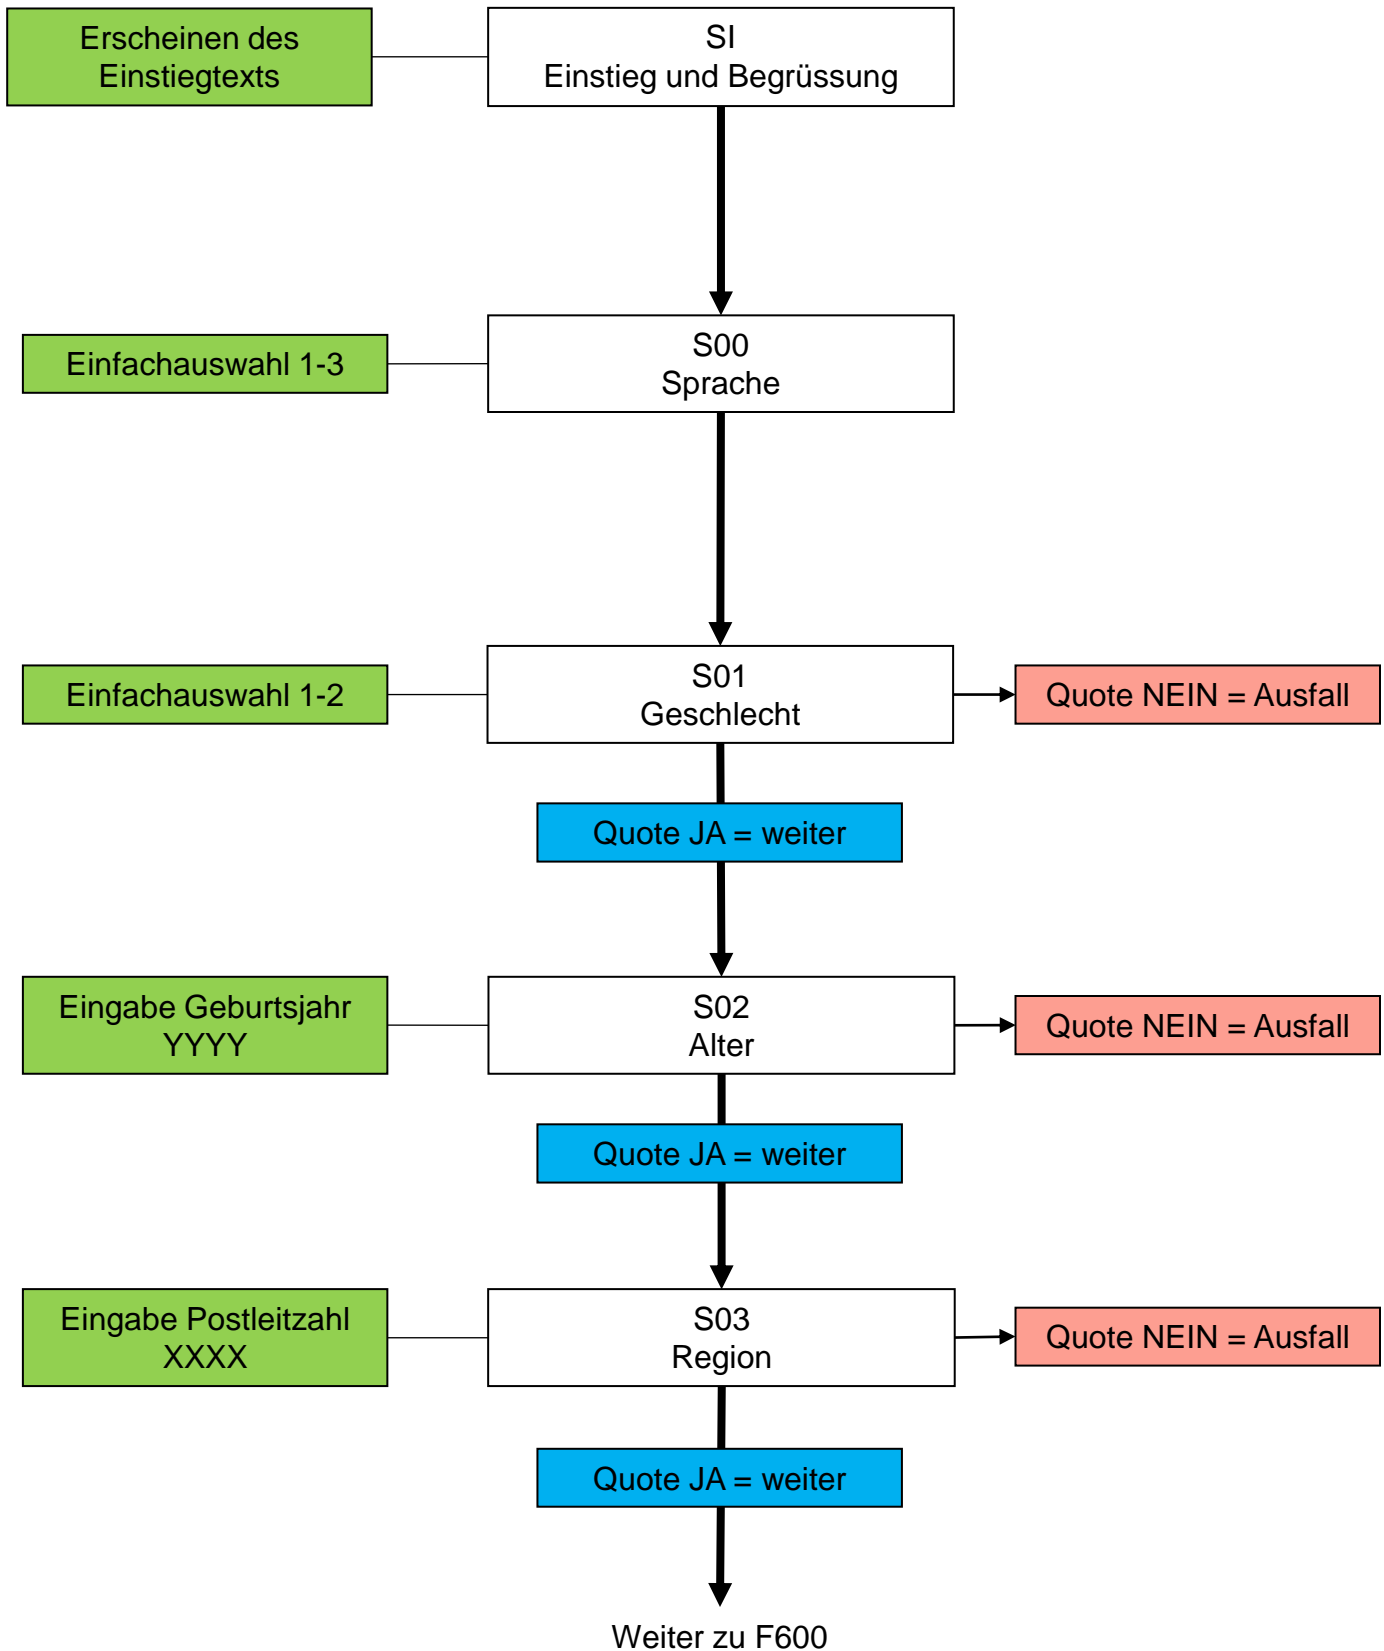 Erscheinen des
Einstiegtexts
SI
Einstieg und Begrüssung
Einfachauswahl 1-3
S00
Sprache
Einfachauswahl 1-2
S01
Geschlecht
Quote NEIN = Ausfall
Quote JA = weiter
Eingabe Geburtsjahr
YYYY
S02
Alter
Quote NEIN = Ausfall
Quote JA = weiter
Eingabe Postleitzahl
XXXX
S03
Region
Quote NEIN = Ausfall
Quote JA = weiter
Weiter zu F600